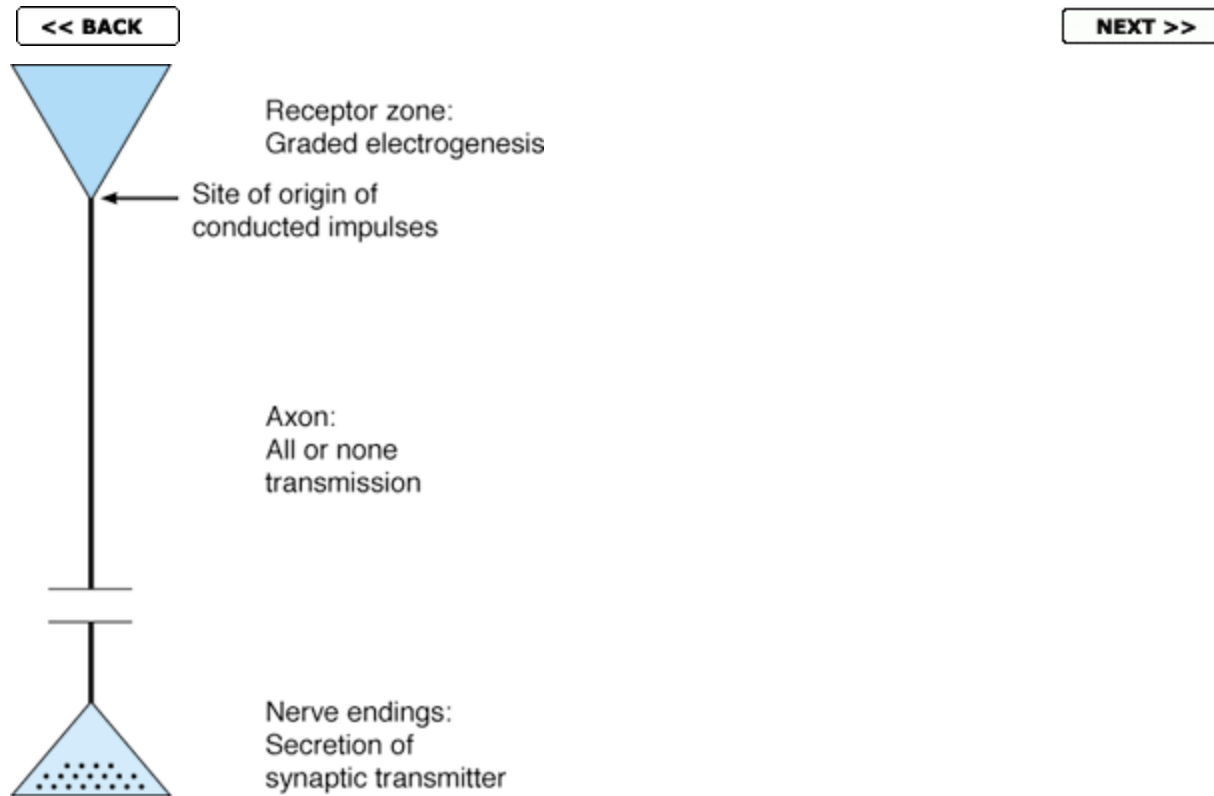 << BACK
NEXT >>
Receptor zone:
Graded electrogenesis
Site of origin of
conducted impulses
Axon:
All or none
transmission
Nerve endings:
Secretion of
synaptic transmitter